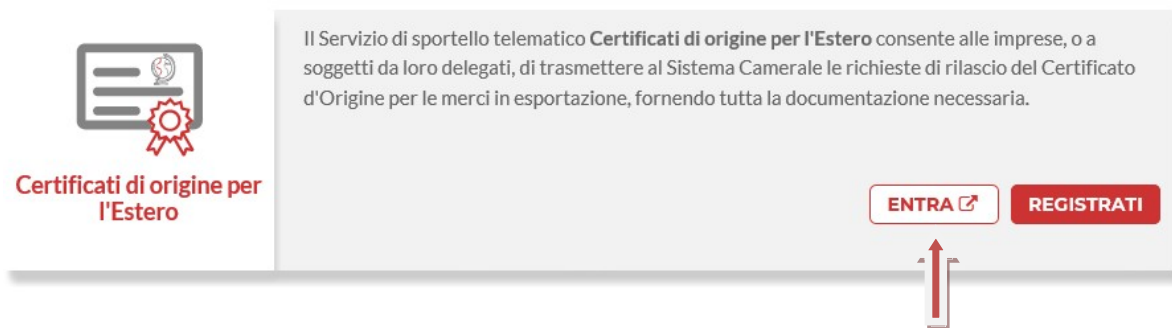 Il Servizio di sportello telematico Certificati di origine per l'Estero consente alle imprese, o a
soggetti da loro delegati, di trasmettere al Sistema Camerale le richieste di rilascio del Certificato
d'Origine per le merci in esportazione, fornendo tutta la documentazione necessaria.
Certificati di origine per
l'Estero
ENTRA
REGISTRATI